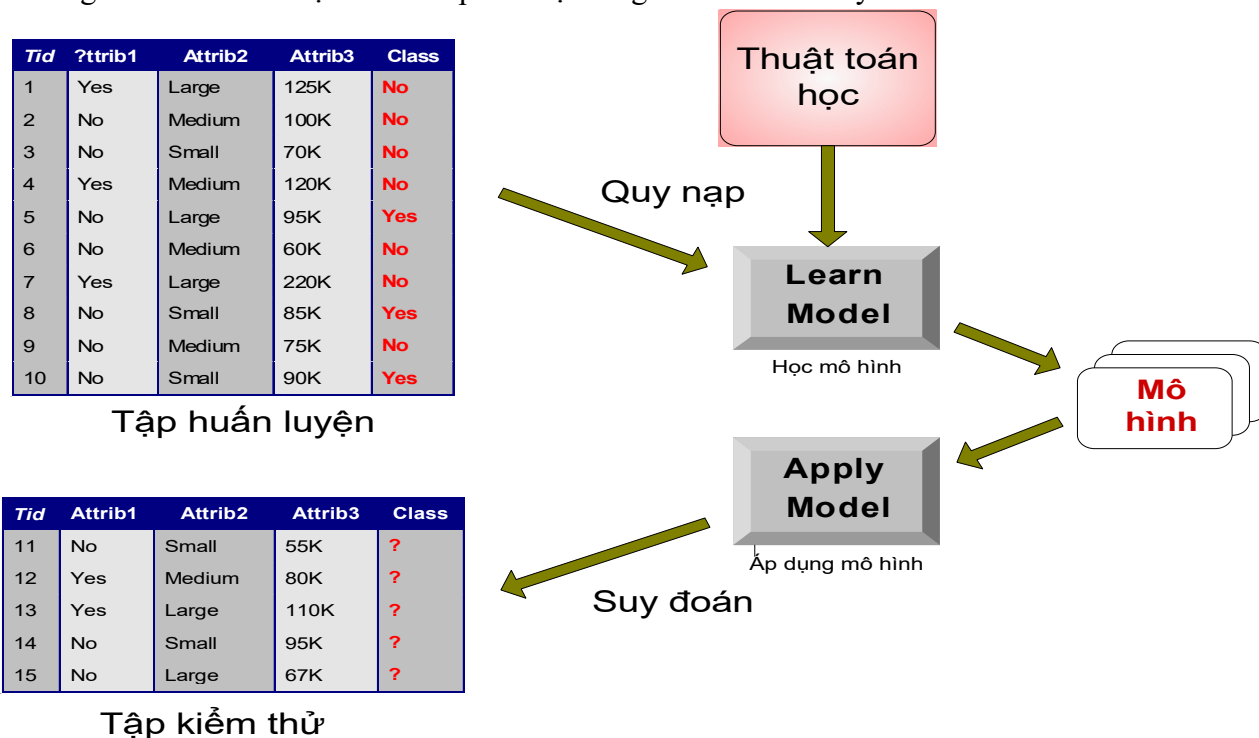 Thuật toán
học
Tid ?ttrib1 Attrib2 Attrib3 Class
1 Yes Large 125K No
2 No Medium 100K No
3 No Small 70K No
4 Yes Medium 120K No
5 No Large 95K Yes
6 No Medium 60K No
7 Yes Large 220K No
8 No Small 85K Yes
9 No Medium 75K No
10 No Small 90K Yes
Tập huấn luyện
Quy nạp
Learn
Model
Học mô hình
Mô
hình
Apply
Model
Áp dụng mô hình
Suy đoán
Tid Attrib1 Attrib2 Attrib3 Class
11 No Small 55K ?
12 Yes Medium 80K ?
13 Yes Large 110K ?
14 No Small 95K ?
15 No Large 67K ?
Tập kiểm thử